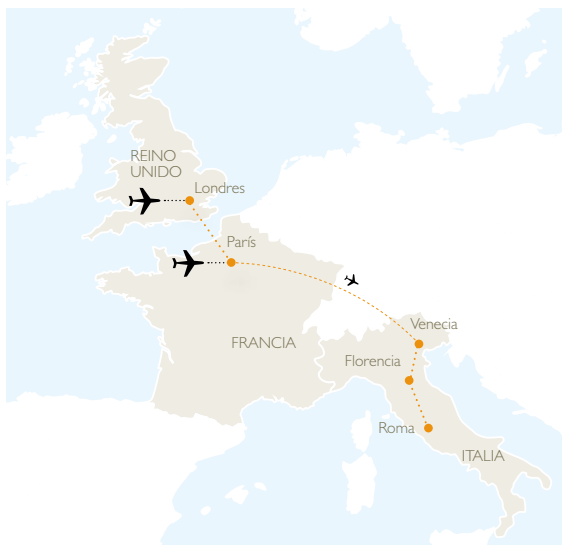 REINO
UNIDO
Londres
París
Venecia
FRANCIA
Florencia
Roma
ITALIA